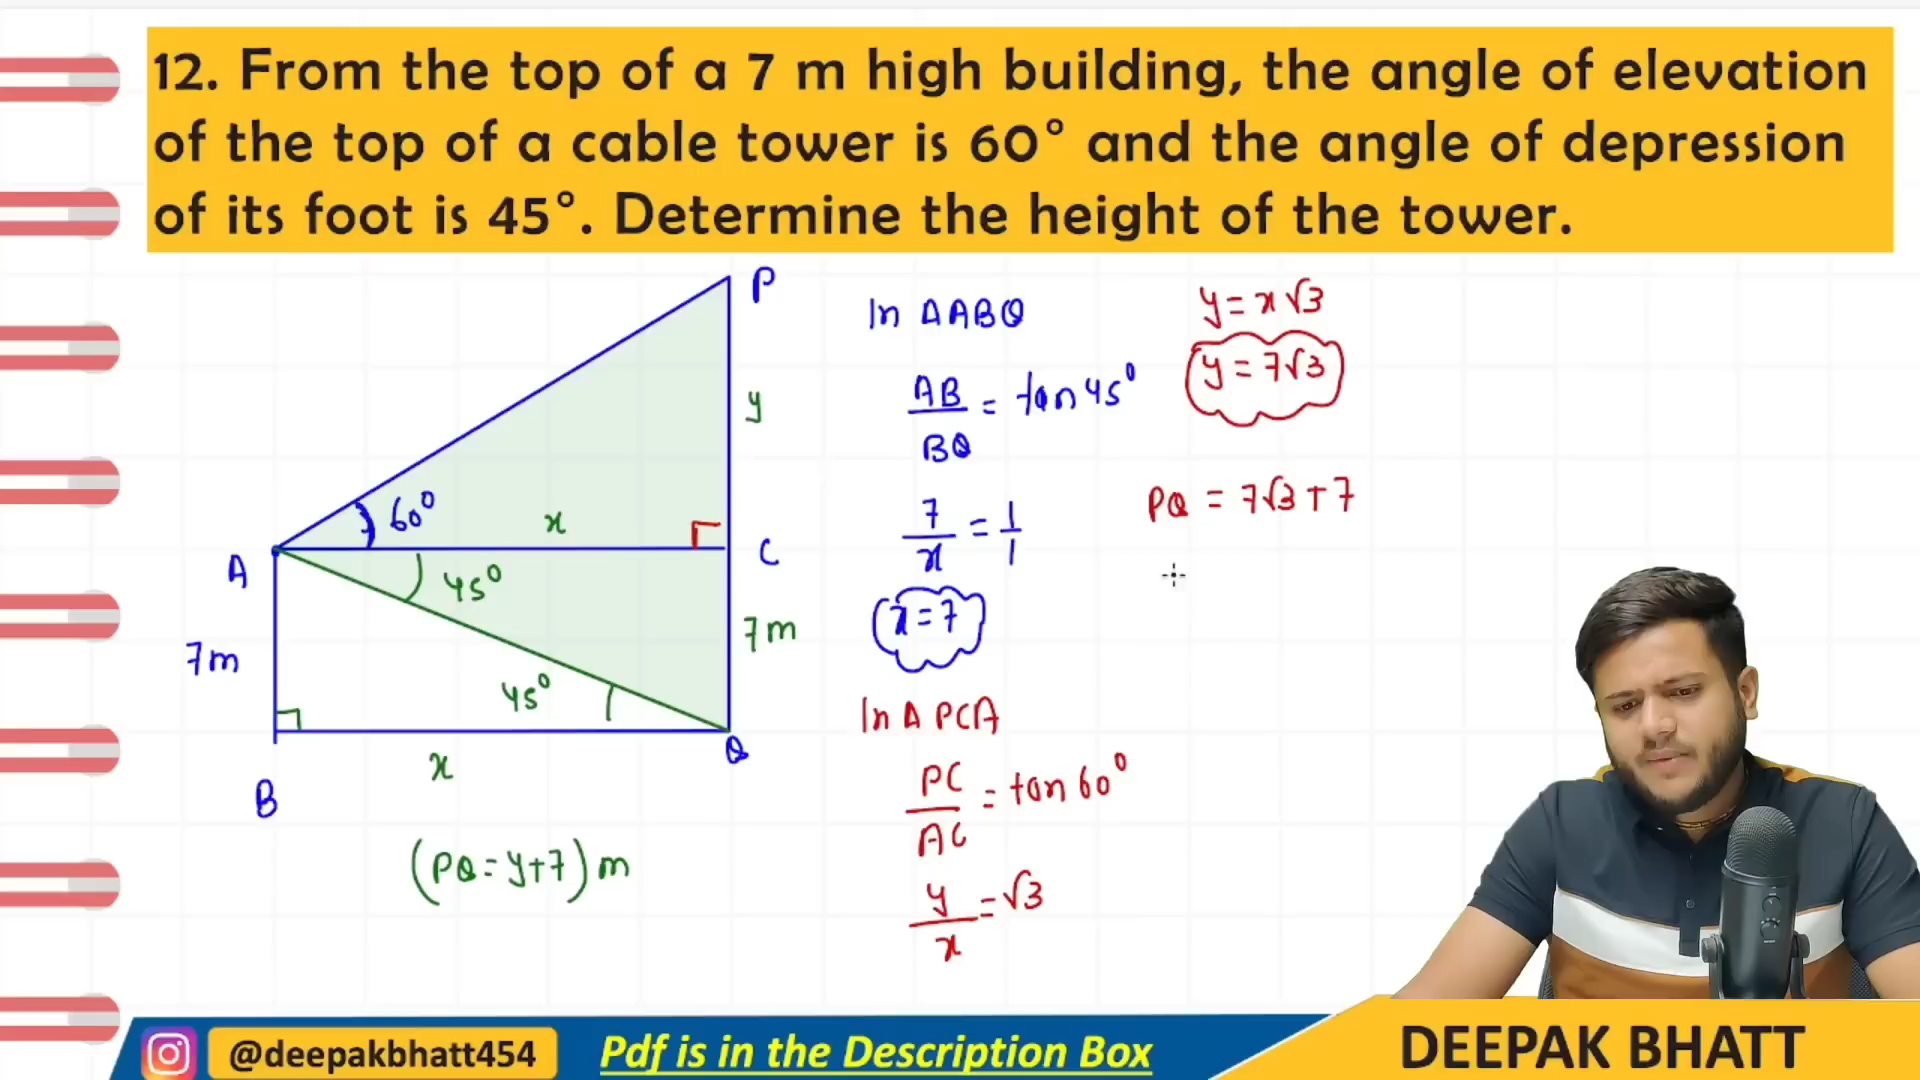 12. From the top of a 7 m high building, the angle of elevation
of the top of a cable tower is 60° and the angle of depression
of its foot is 45°. Determine the height of the tower.
P
y
60°
x
A
C
45°
7m
7m
45°
B
x
Q
(PQ = y+7) m
In ΔABQ
AB/BQ = tan 45°
7/x = 1/1
x = 7
In Δ PCA
PC/AC = tan 60°
y/x = √3
y = x√3
y = 7√3
PQ = 7√3 + 7
@deepakbhatt454
Pdf is in the Description Box
DEEPAK BHATT